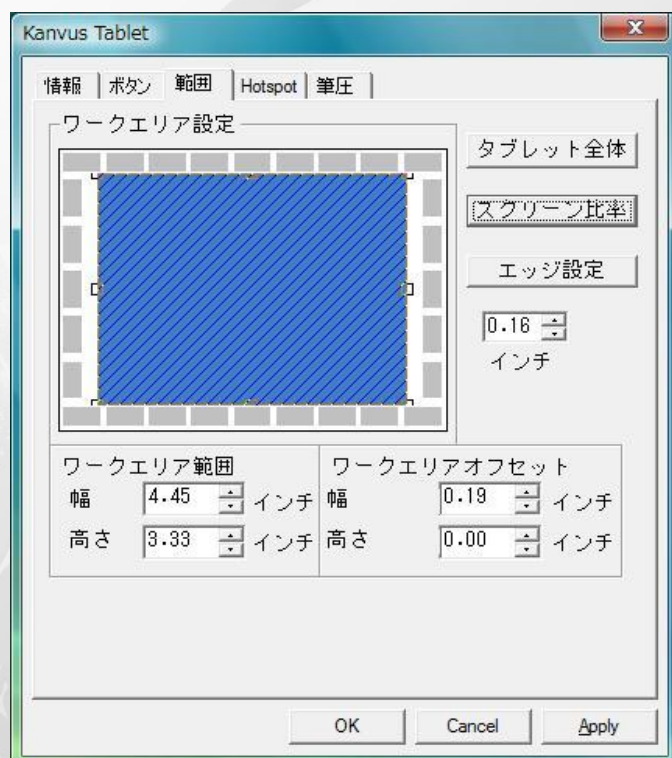 Kanvus Tablet
情報 ボタン 範囲 Hotspot 筆圧
ワークエリア設定
タブレット全体
スクリーン比率
エッジ設定
0.16
インチ
ワークエリア範囲
幅 4.45 インチ
高さ 3.33 インチ
ワークエリアオフセット
幅 0.19 インチ
高さ 0.00 インチ
OK Cancel Apply